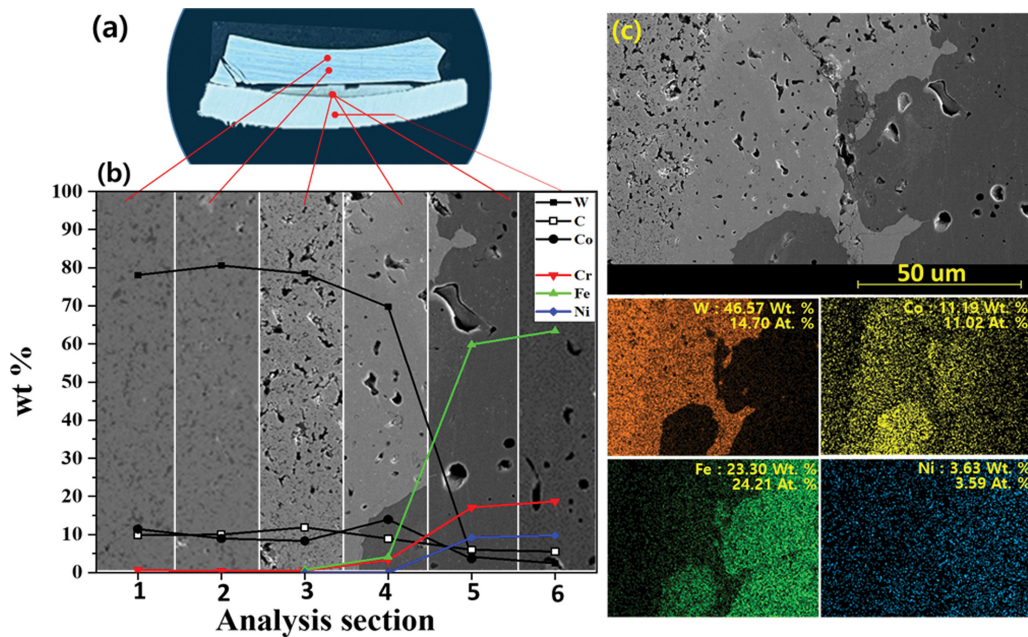 (a)
(b)
100
90
80
70
60
50
40
30
20
10
0
wt %
W
C
Co
Cr
Fe
Ni
1 2 3 4 5 6
Analysis section
(c)
50 um
W : 46.57 Wt. %
14.70 At. %
Co : 11.19 Wt. %
11.02 At. %
Fe : 23.30 Wt. %
24.21 At. %
Ni : 3.63 Wt. %
3.59 At. %